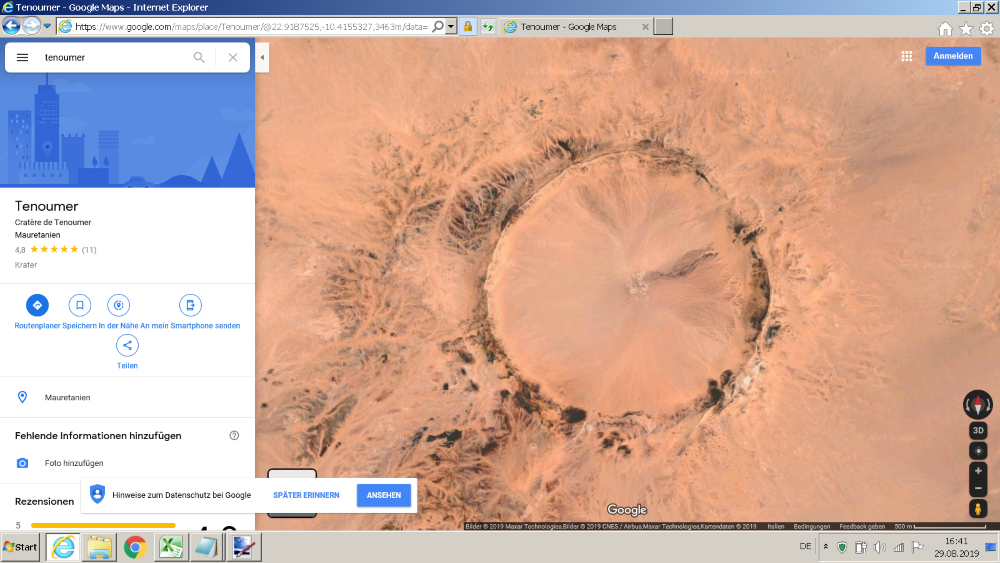 Tenoumer - Google Maps - Internet Explorer
https://www.google.com/maps/place/Tenoumer/@22.9187525,-10.4155327,3463m/data=
Tenoumer - Google Maps
tenoumer
Anmelden
Tenoumer
Cratère de Tenoumer
Mauretanien
4,8 (11)
Krater
Routenplaner Speichern In der Nähe An mein Smartphone senden
Teilen
Mauretanien
Fehlende Informationen hinzufügen
Foto hinzufügen
Hinweise zum Datenschutz bei Google SPÄTER ERINNERN ANSEHEN
Rezensionen
5
3D
Google
Bilder © 2019 Maxar Technologies,Bilder © 2019 CNES / Airbus,Maxar Technologies,Kartendaten © 2019 Italien Bedingungen Feedback geben 500 m
Start
DE
16:41
29.08.2019